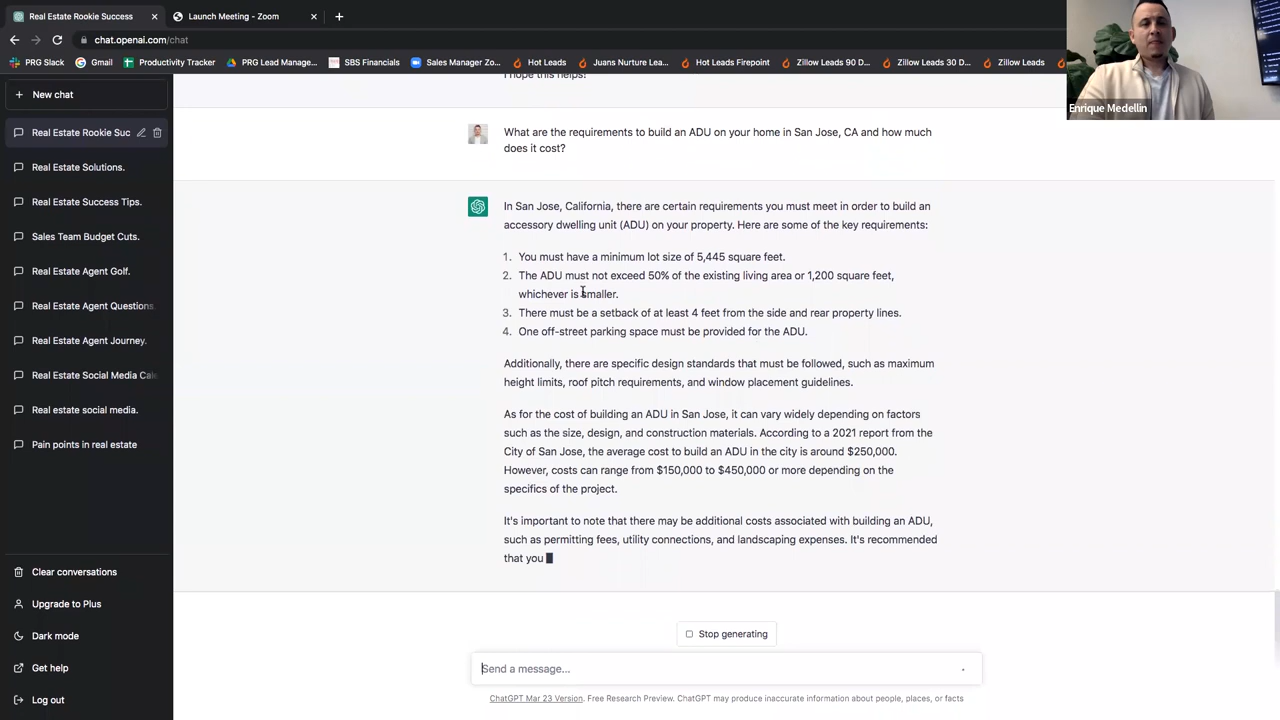 Real Estate Rookie Success
Launch Meeting - Zoom
chat.openai.com/chat
PRG Slack
Gmail
Productivity Tracker
PRG Lead Manage...
SBS Financials
Sales Manager Zo...
Hot Leads
Juans Nurture Lea...
Hot Leads Firepoint
Zillow Leads 90 D...
Zillow Leads 30 D...
Zillow Leads
Enrique Medellin
New chat
Real Estate Rookie Suc
Real Estate Solutions.
Real Estate Success Tips.
Sales Team Budget Cuts.
Real Estate Agent Golf.
Real Estate Agent Questions.
Real Estate Agent Journey.
Real Estate Social Media Cale
Real estate social media.
Pain points in real estate
Clear conversations
Upgrade to Plus
Dark mode
Get help
Log out
I hope this helps!
What are the requirements to build an ADU on your home in San Jose, CA and how much
does it cost?
In San Jose, California, there are certain requirements you must meet in order to build an
accessory dwelling unit (ADU) on your property. Here are some of the key requirements:
1. You must have a minimum lot size of 5,445 square feet.
2. The ADU must not exceed 50% of the existing living area or 1,200 square feet,
whichever is smaller.
3. There must be a setback of at least 4 feet from the side and rear property lines.
4. One off-street parking space must be provided for the ADU.
Additionally, there are specific design standards that must be followed, such as maximum
height limits, roof pitch requirements, and window placement guidelines.
As for the cost of building an ADU in San Jose, it can vary widely depending on factors
such as the size, design, and construction materials. According to a 2021 report from the
City of San Jose, the average cost to build an ADU in the city is around $250,000.
However, costs can range from $150,000 to $450,000 or more depending on the
specifics of the project.
It's important to note that there may be additional costs associated with building an ADU,
such as permitting fees, utility connections, and landscaping expenses. It's recommended
that you
Stop generating
Send a message...
ChatGPT Mar 23 Version. Free Research Preview. ChatGPT may produce inaccurate information about people, places, or facts